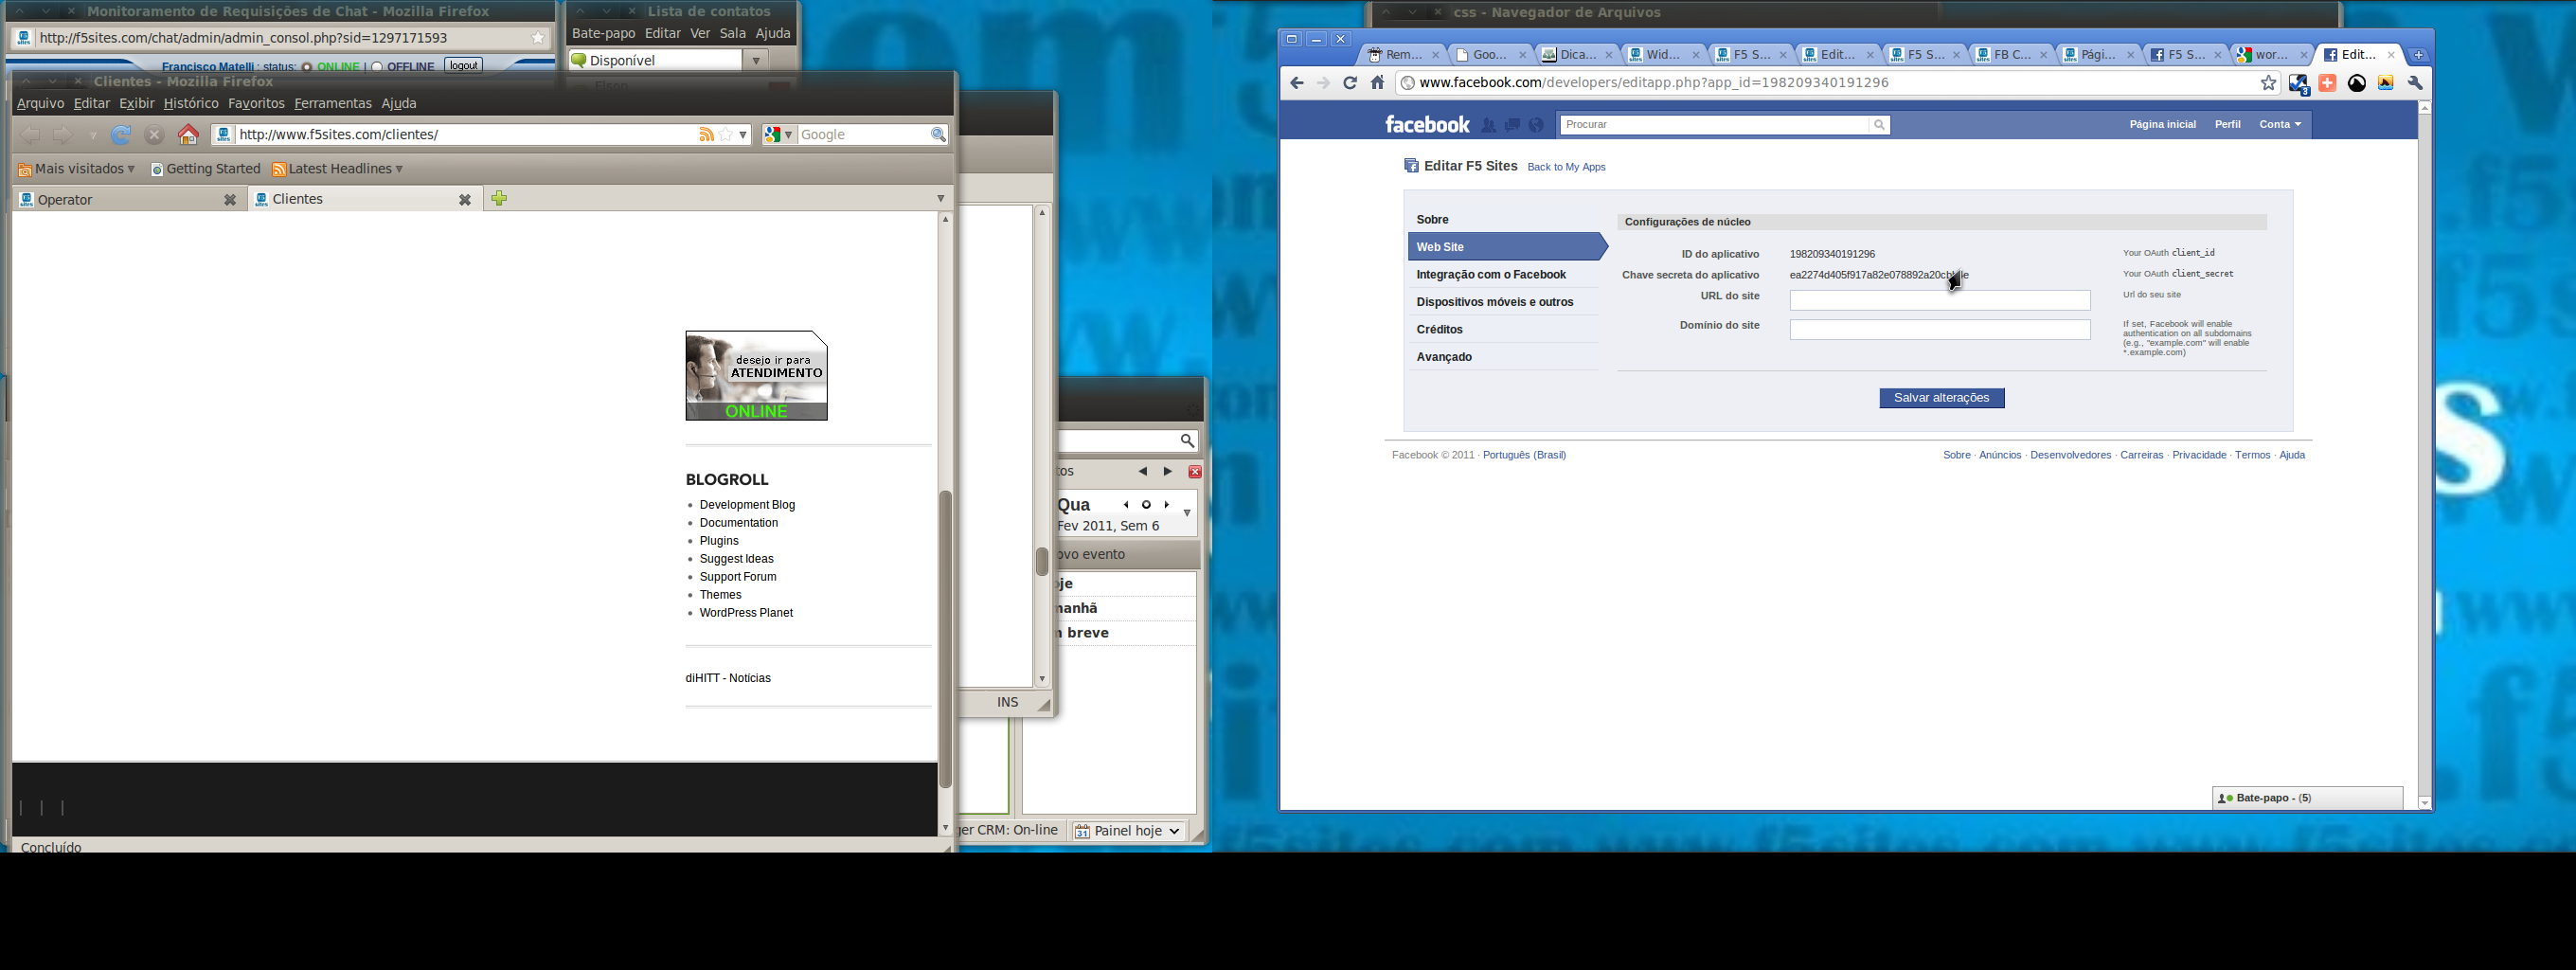 Monitoramento de Requisições de Chat - Mozilla Firefox
http://f5sites.com/chat/admin/admin_consol.php?sid=1297171593
Francisco Matelli : status: ONLINE | OFFLINE logout
Lista de contatos
Bate-papo Editar Ver Sala Ajuda
Disponível
Clientes - Mozilla Firefox
Arquivo Editar Exibir Histórico Favoritos Ferramentas Ajuda
http://www.f5sites.com/clientes/
Google
Mais visitados Getting Started Latest Headlines
Operator Clientes
desejo ir para
ATENDIMENTO
ONLINE
BLOGROLL
Development Blog
Documentation
Plugins
Suggest Ideas
Support Forum
Themes
WordPress Planet
diHITT - Notícias
Concluído
INS
tos
Qua
Fev 2011, Sem 6
ovo evento
oje
manhã
m breve
ger CRM: On-line
31 Painel hoje
css - Navegador de Arquivos
Rem... Goo... Dica... Wid... F5 S... Edit... F5 S... FB C... Pági... F5 S... wor... Edit...
www.facebook.com/developers/editapp.php?app_id=198209340191296
3
facebook
Procurar
Página inicial Perfil Conta
Editar F5 Sites Back to My Apps
Sobre
Web Site
Integração com o Facebook
Dispositivos móveis e outros
Créditos
Avançado
Configurações de núcleo
ID do aplicativo 198209340191296 Your OAuth client_id
Chave secreta do aplicativo Your OAuth client_secret
URL do site Url do seu site
Domínio do site
If set, Facebook will enable
authentication on all subdomains
(e.g., "example.com" will enable
*.example.com)
Salvar alterações
Facebook © 2011 · Português (Brasil)
Sobre · Anúncios · Desenvolvedores · Carreiras · Privacidade · Termos · Ajuda
Bate-papo - (5)